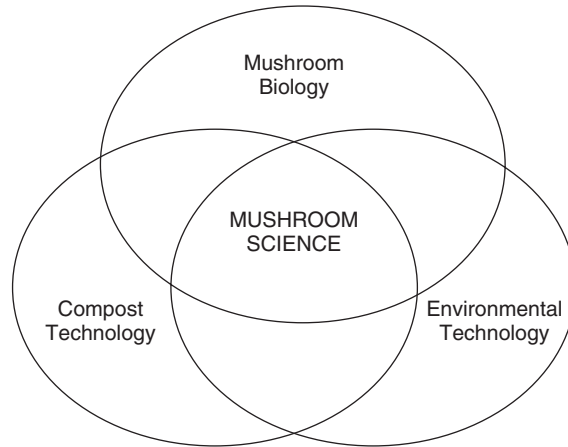 Mushroom
Biology
MUSHROOM
SCIENCE
Compost
Technology
Environmental
Technology